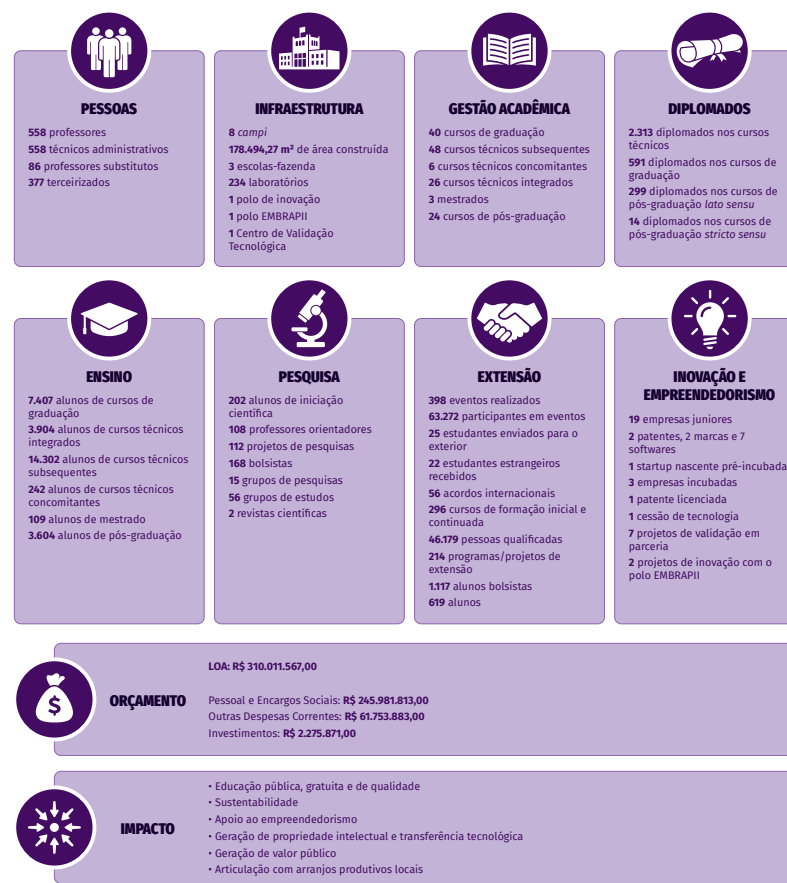 PESSOAS
558 professores
558 técnicos administrativos
86 professores substitutos
377 terceirizados
INFRAESTRUTURA
8 campi
178.494,27 m² de área construída
3 escolas-fazenda
234 laboratórios
1 polo de inovação
1 polo EMBRAPII
1 Centro de Validação
Tecnológica
GESTÃO ACADÊMICA
40 cursos de graduação
48 cursos técnicos subsequentes
6 cursos técnicos concomitantes
26 cursos técnicos integrados
3 mestrados
24 cursos de pós-graduação
DIPLOMADOS
2.313 diplomados nos cursos
técnicos
591 diplomados nos cursos de
graduação
299 diplomados nos cursos de
pós-graduação lato sensu
14 diplomados nos cursos de
pós-graduação stricto sensu
ENSINO
7.407 alunos de cursos de
graduação
3.904 alunos de cursos técnicos
integrados
14.302 alunos de cursos técnicos
subsequentes
242 alunos de cursos técnicos
concomitantes
109 alunos de mestrado
3.604 alunos de pós-graduação
PESQUISA
202 alunos de iniciação
científica
108 professores orientadores
112 projetos de pesquisas
168 bolsistas
15 grupos de pesquisas
56 grupos de estudos
2 revistas científicas
EXTENSÃO
398 eventos realizados
63.272 participantes em eventos
25 estudantes enviados para o
exterior
22 estudantes estrangeiros
recebidos
56 acordos internacionais
296 cursos de formação inicial e
continuada
46.179 pessoas qualificadas
214 programas/projetos de
extensão
1.117 alunos bolsistas
619 alunos
INOVAÇÃO E
EMPREENDEDORISMO
19 empresas juniores
2 patentes, 2 marcas e 7
softwares
1 startup nascente pré-incubada
3 empresas incubadas
1 patente licenciada
1 cessão de tecnologia
7 projetos de validação em
parceria
2 projetos de inovação com o
polo EMBRAPII
$
ORÇAMENTO
LOA: R$ 310.011.567,00
Pessoal e Encargos Sociais: R$ 245.981.813,00
Outras Despesas Correntes: R$ 61.753.883,00
Investimentos: R$ 2.275.871,00
IMPACTO
• Educação pública, gratuita e de qualidade
• Sustentabilidade
• Apoio ao empreendedorismo
• Geração de propriedade intelectual e transferência tecnológica
• Geração de valor público
• Articulação com arranjos produtivos locais